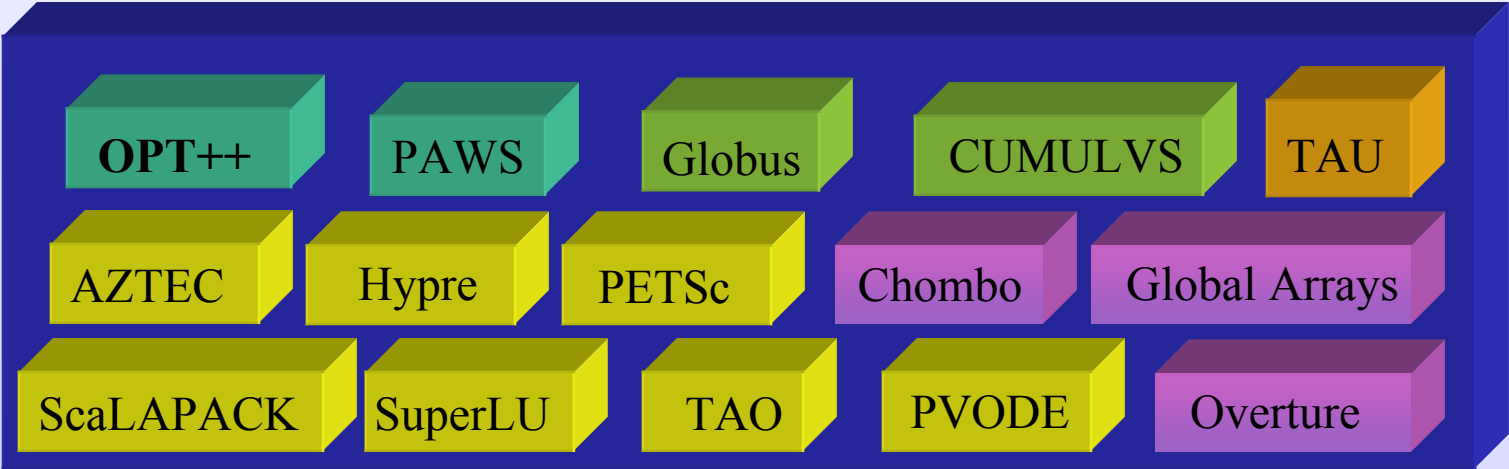 OPT++ PAWS Globus CUMULVS TAU
AZTEC Hypre PETSc Chombo Global Arrays
ScaLAPACK SuperLU TAO PVODE Overture